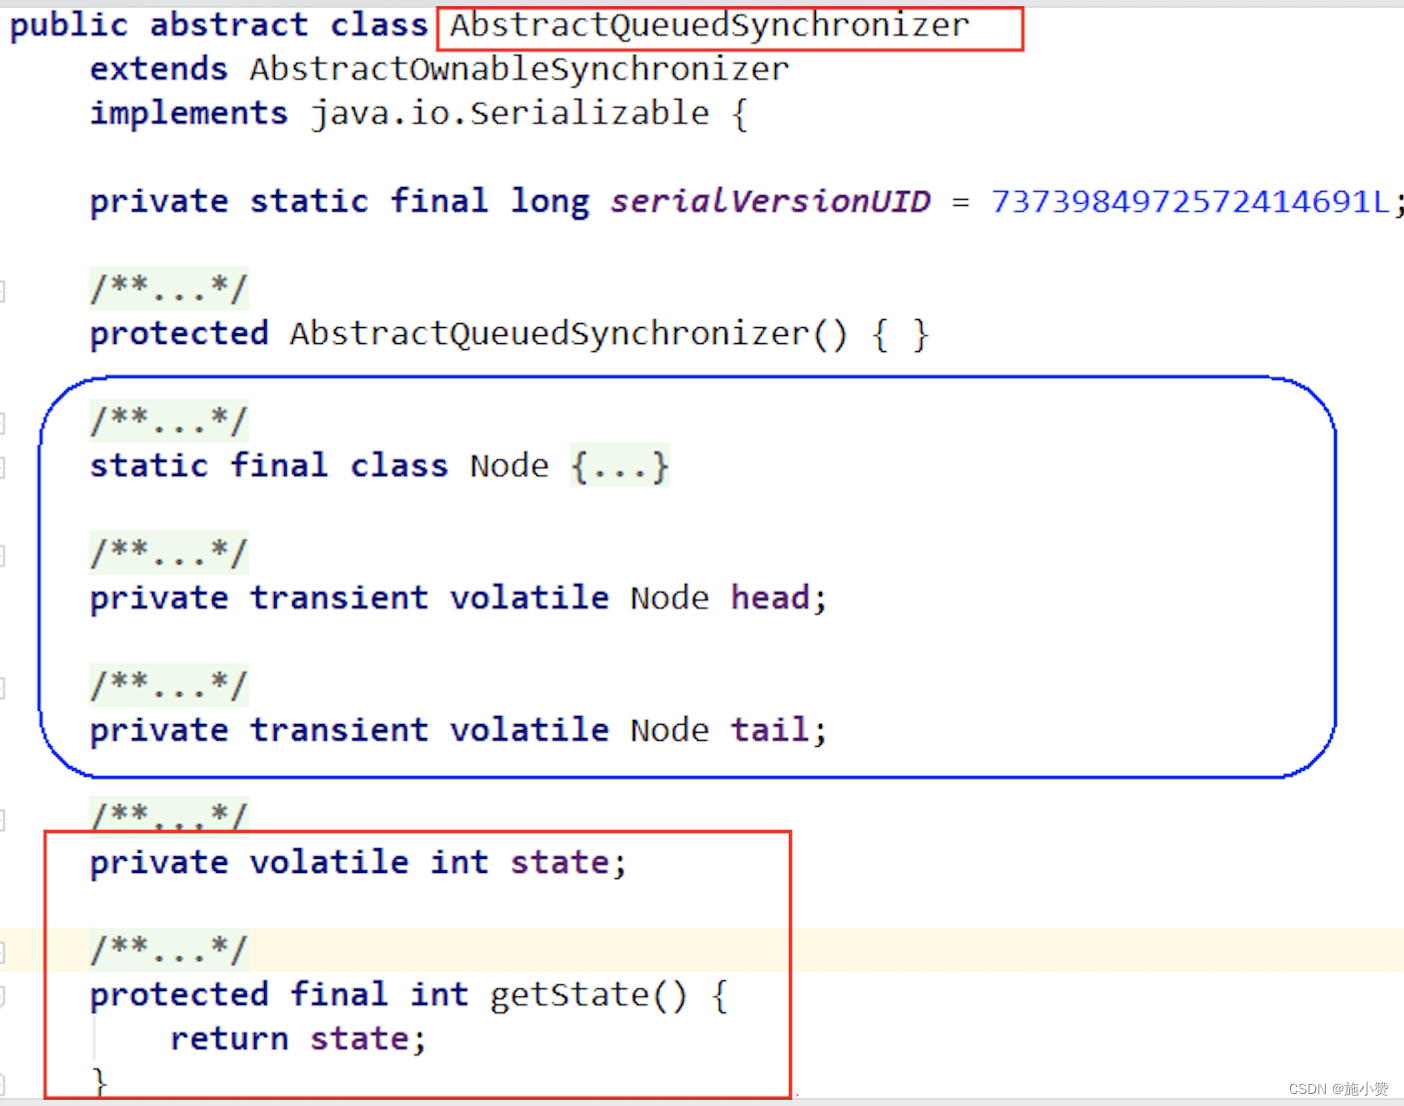 public abstract class AbstractQueuedSynchronizer
extends AbstractOwnableSynchronizer
implements java.io.Serializable {
private static final long serialVersionUID = 7373984972572414691L;
/**...*/
protected AbstractQueuedSynchronizer() { }
/**...*/
static final class Node {...}
/**...*/
private transient volatile Node head;
/**...*/
private transient volatile Node tail;
/**...*/
private volatile int state;
/**...*/
protected final int getState() {
return state;
}
CSDN @施小赞